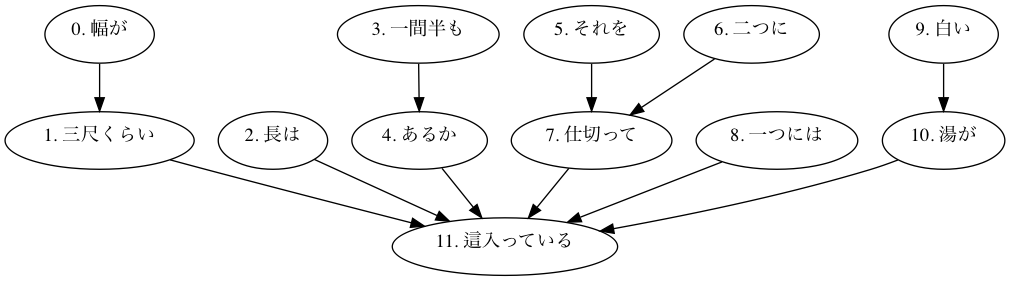 0. 幅が
3. 一間半も
5. それを
6. 二つに
9. 白い
1. 三尺くらい
2. 長は
4. あるか
7. 仕切って
8. 一つには
10. 湯が
11. 這入っている